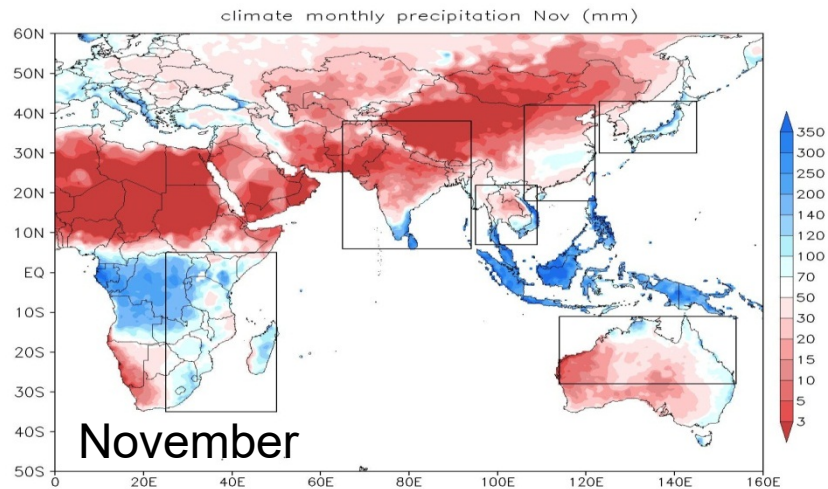 climate monthly precipitation Nov (mm)
60N
50N
40N
30N
20N
10N
EQ
10S
20S
30S
40S
50S
0
20E
40E
60E
80E
100E
120E
140E
160E
350
300
250
200
140
120
100
70
50
30
20
15
10
5
3
November